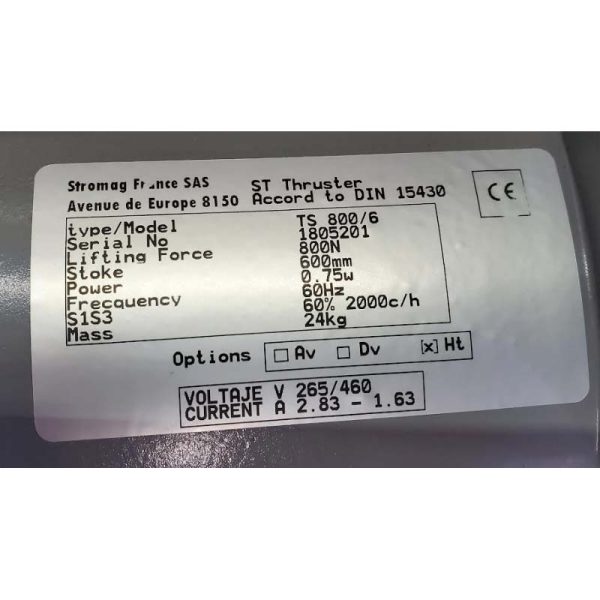 Stromag France SAS ST Thruster
Avenue de Europe 8150 Accord to DIN 15430
CE
type/Model TS 800/6
Serial No 1805201
Lifting Force 800N
Stoke 600mm
Power 0.75w
Frecquency 60Hz
S1S3 60% 2000c/h
Mass 24kg
Options Av Dv [x] Ht
VOLTAJE V 265/460
CURRENT A 2.83 - 1.63